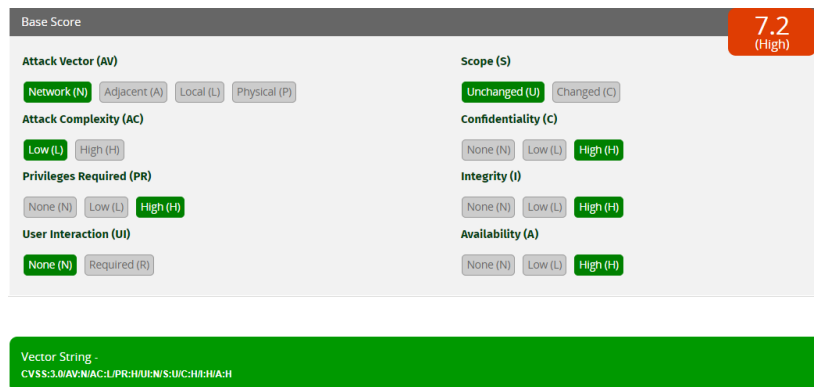 Base Score
7.2
(High)
Attack Vector (AV)
Network (N) Adjacent (A) Local (L) Physical (P)
Attack Complexity (AC)
Low (L) High (H)
Privileges Required (PR)
None (N) Low (L) High (H)
User Interaction (UI)
None (N) Required (R)
Scope (S)
Unchanged (U) Changed (C)
Confidentiality (C)
None (N) Low (L) High (H)
Integrity (I)
None (N) Low (L) High (H)
Availability (A)
None (N) Low (L) High (H)
Vector String -
CVSS:3.0/AV:N/AC:L/PR:H/UI:N/S:U/C:H/I:H/A:H